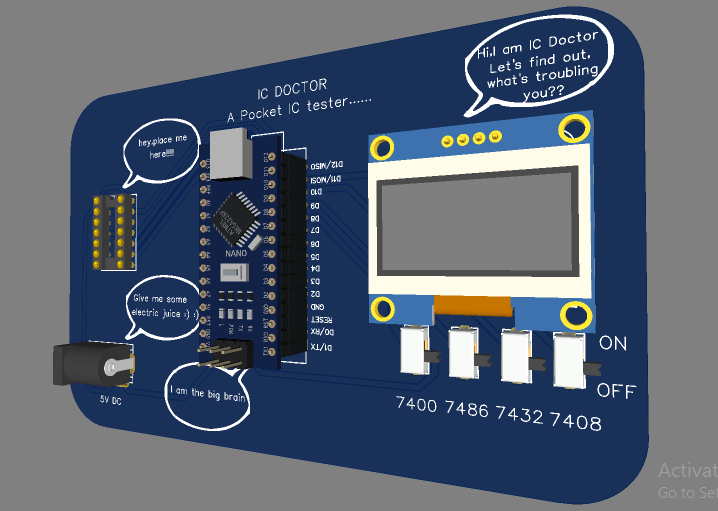 Hi,I am IC Doctor
Let's find out,
what's troubling
you??
IC DOCTOR
A Pocket IC tester......
hey,place me
here!!!!
D12/MISO
D11/MOSI
D10
D9
D8
D7
D6
D5
D4
D3
D2
GND
RESET
D0/RX
D1/TX
NANO
Give me some
electric juice :) :)
I am the big brain
5V DC
ON
OFF
7400 7486 7432 7408
Activat
Go to Set